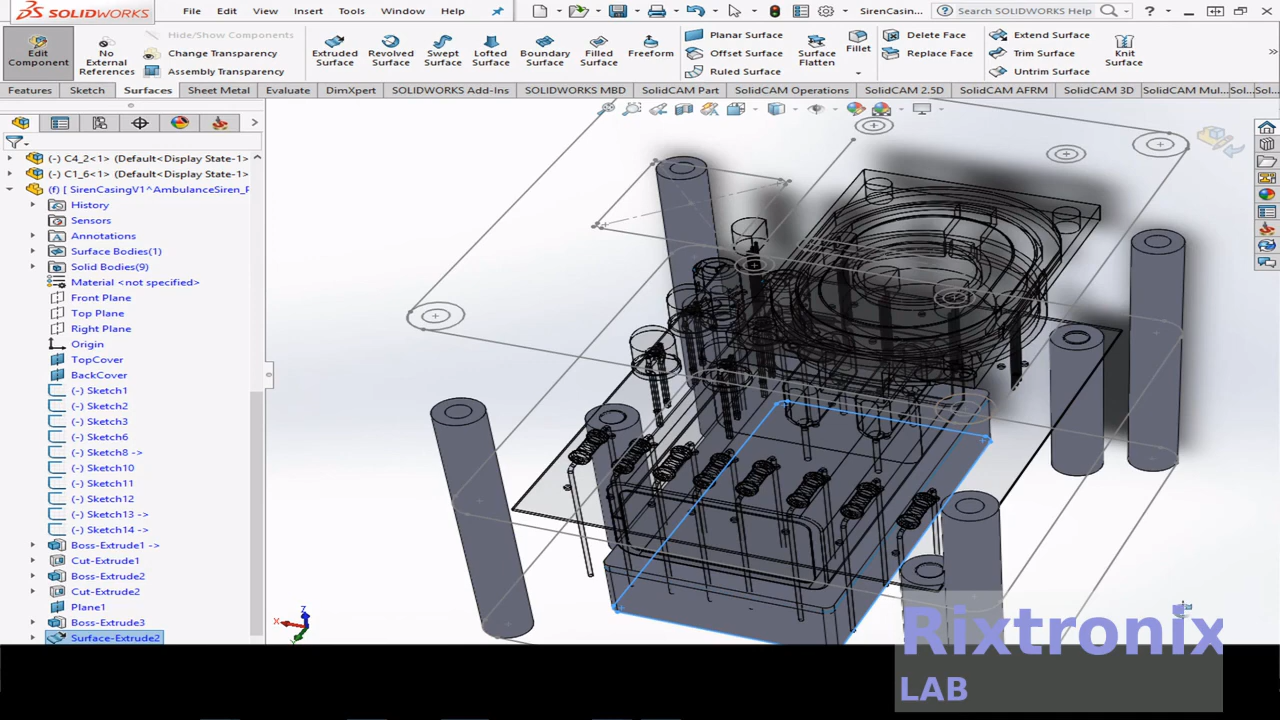 SOLIDWORKS
File
Edit
View
Insert
Tools
Window
Help
SirenCasin...
Search SOLIDWORKS Help
Edit Component
No External References
Hide/Show Components
Change Transparency
Assembly Transparency
Extruded Surface
Revolved Surface
Swept Surface
Lofted Surface
Boundary Surface
Filled Surface
Freeform
Planar Surface
Offset Surface
Ruled Surface
Surface Flatten
Fillet
Delete Face
Replace Face
Extend Surface
Trim Surface
Untrim Surface
Knit Surface
Features
Sketch
Surfaces
Sheet Metal
Evaluate
DimXpert
SOLIDWORKS Add-Ins
SOLIDWORKS MBD
SolidCAM Part
SolidCAM Operations
SolidCAM 2.5D
SolidCAM AFRM
SolidCAM 3D
SolidCAM Mul...
Sol...
Sol...
(-) C4_2<1> (Default<Display State-1>
(-) C1_6<1> (Default<Display State-1>
(f) [ SirenCasingV1^AmbulanceSiren_P
History
Sensors
Annotations
Surface Bodies(1)
Solid Bodies(9)
Material <not specified>
Front Plane
Top Plane
Right Plane
Origin
TopCover
BackCover
(-) Sketch1
(-) Sketch2
(-) Sketch3
(-) Sketch6
(-) Sketch8 ->
(-) Sketch10
(-) Sketch11
(-) Sketch12
(-) Sketch13 ->
(-) Sketch14 ->
Boss-Extrude1 ->
Cut-Extrude1
Boss-Extrude2
Cut-Extrude2
Plane1
Boss-Extrude3
Surface-Extrude2
Z
X
Y
Rixtronix
LAB